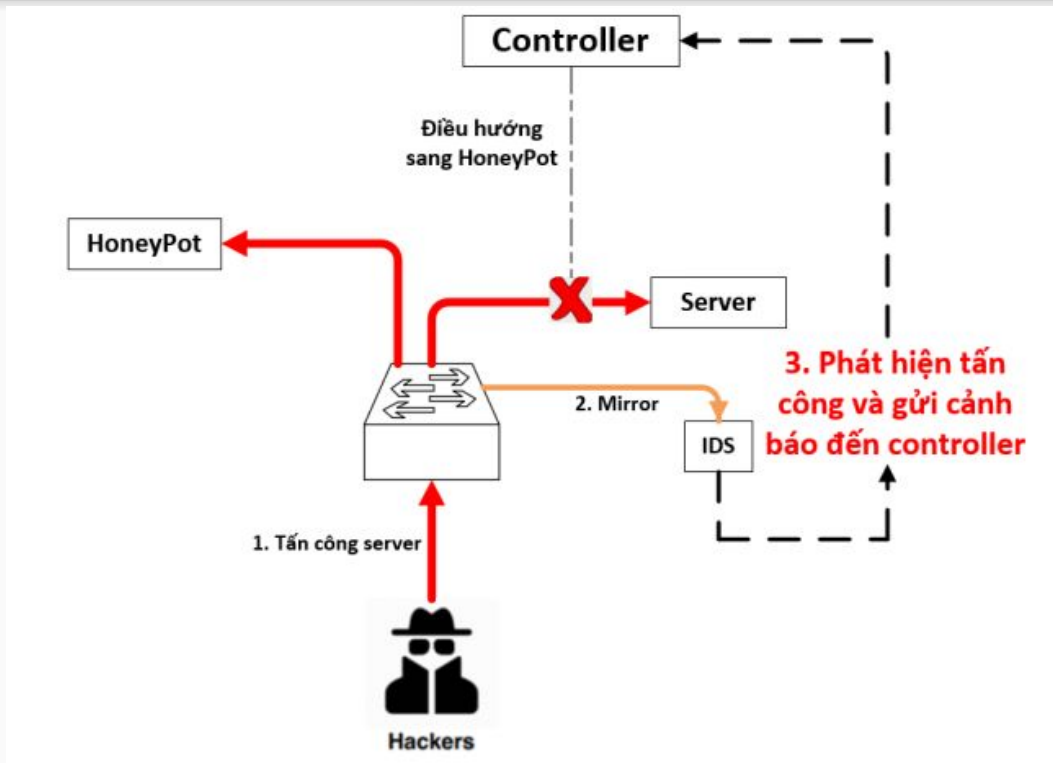 Controller
Điều hướng
sang HoneyPot
HoneyPot
Server
3. Phát hiện tấn
công và gửi cảnh
báo đến controller
2. Mirror
IDS
1. Tấn công server
Hackers